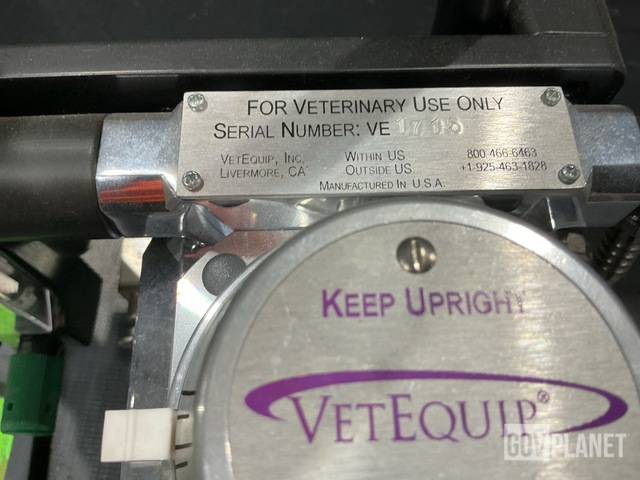 FOR VETERINARY USE ONLY
SERIAL NUMBER: VE 1705
VETEQUIP, INC. WITHIN US 800 466-6463
LIVERMORE, CA OUTSIDE US +1 925-463-1828
MANUFACTURED IN U.S.A.
KEEP UPRIGHT
VETEQUIP®
GOVPLANET